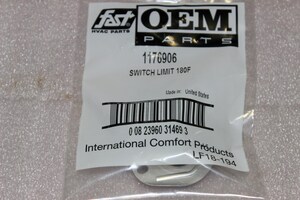 fast
HVAC PARTS
OEM
PARTS
1176906
SWITCH LIMIT 180F
Made in: United States
0 08 23960 31469 3
International Comfort Products
LF18-194